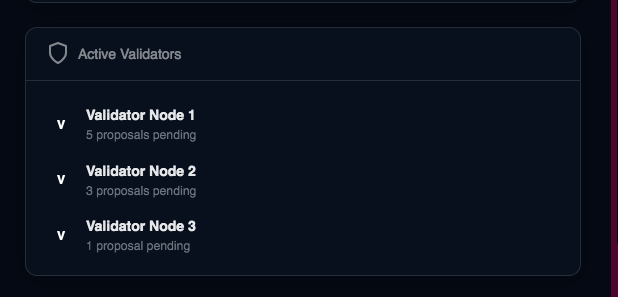 Active Validators
V
Validator Node 1
5 proposals pending
V
Validator Node 2
3 proposals pending
V
Validator Node 3
1 proposal pending